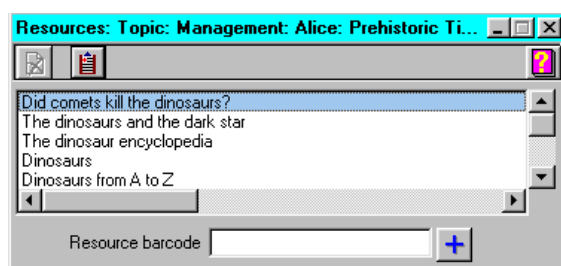 Resources: Topic: Management: Alice: Prehistoric Ti...
Did comets kill the dinosaurs?
The dinosaurs and the dark star
The dinosaur encyclopedia
Dinosaurs
Dinosaurs from A to Z
Resource barcode